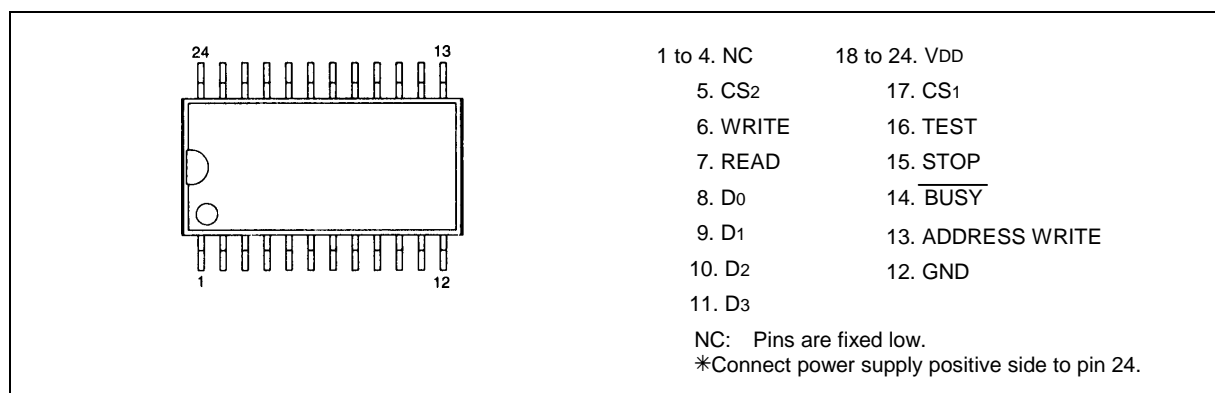 24 13
1 12
1 to 4. NC
5. CS2
6. WRITE
7. READ
8. D0
9. D1
10. D2
11. D3
18 to 24. VDD
17. CS1
16. TEST
15. STOP
14. B̅U̅S̅Y̅
13. ADDRESS WRITE
12. GND
NC: Pins are fixed low.
*Connect power supply positive side to pin 24.